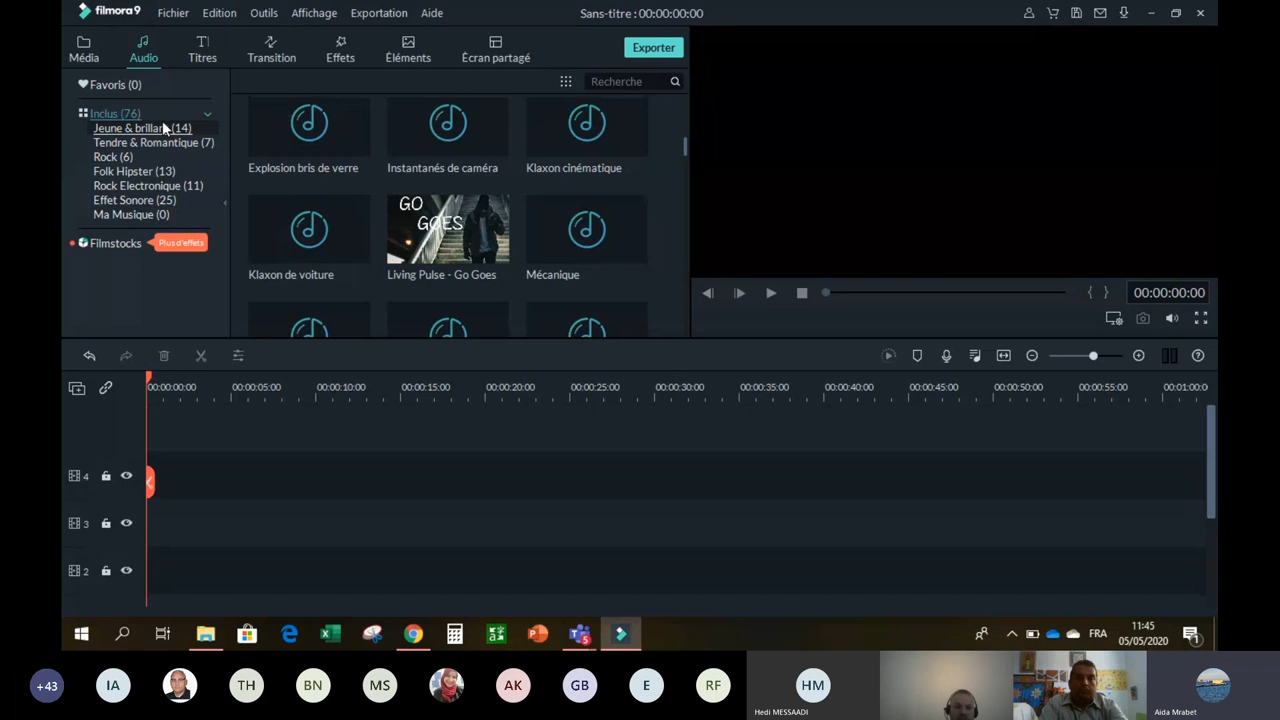 filmora9 Fichier Edition Outils Affichage Exportation Aide Sans-titre : 00:00:00:00
Média Audio Titres Transition Effets Éléments Écran partagé Exporter
Favoris (0)
Recherche
Inclus (76)
Jeune & brillant (14)
Tendre & Romantique (7)
Rock (6)
Folk Hipster (13)
Rock Electronique (11)
Effet Sonore (25)
Ma Musique (0)
Filmstocks Plus d'effets
Explosion bris de verre Instantanés de caméra Klaxon cinématique
GO
GOES
Klaxon de voiture Living Pulse - Go Goes Mécanique
{ } 00:00:00:00
00:00:00:00 00:00:05:00 00:00:10:00 00:00:15:00 00:00:20:00 00:00:25:00 00:00:30:00 00:00:35:00 00:00:40:00 00:00:45:00 00:00:50:00 00:00:55:00 00:01:00:0
4
3
2
FRA 11:45
05/05/2020 1
5
+43 IA TH BN MS AK GB E RF HM
Hedi MESSAADI Aida Mrabet